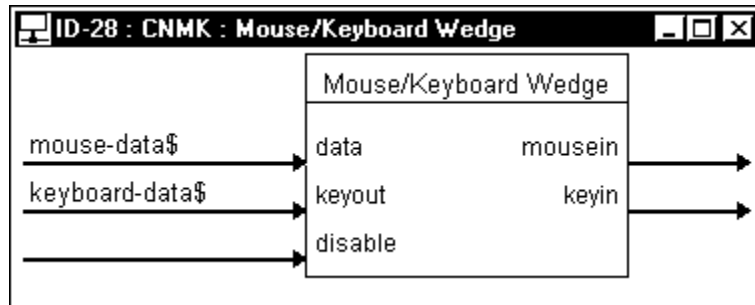 ID-28 : CNMK : Mouse/Keyboard Wedge
Mouse/Keyboard Wedge
mouse-data$ data mousein
keyboard-data$ keyout keyin
disable